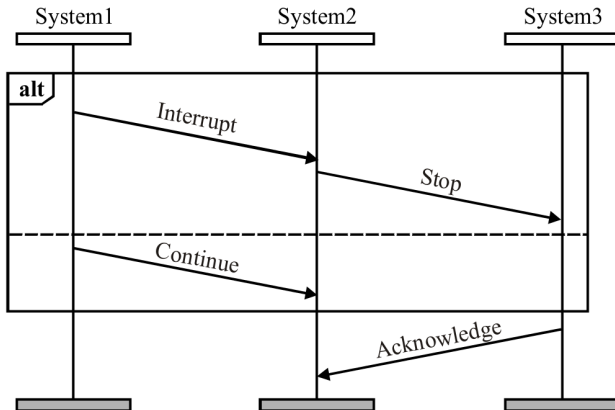 System1 System2 System3
alt
Interrupt
Stop
Continue
Acknowledge